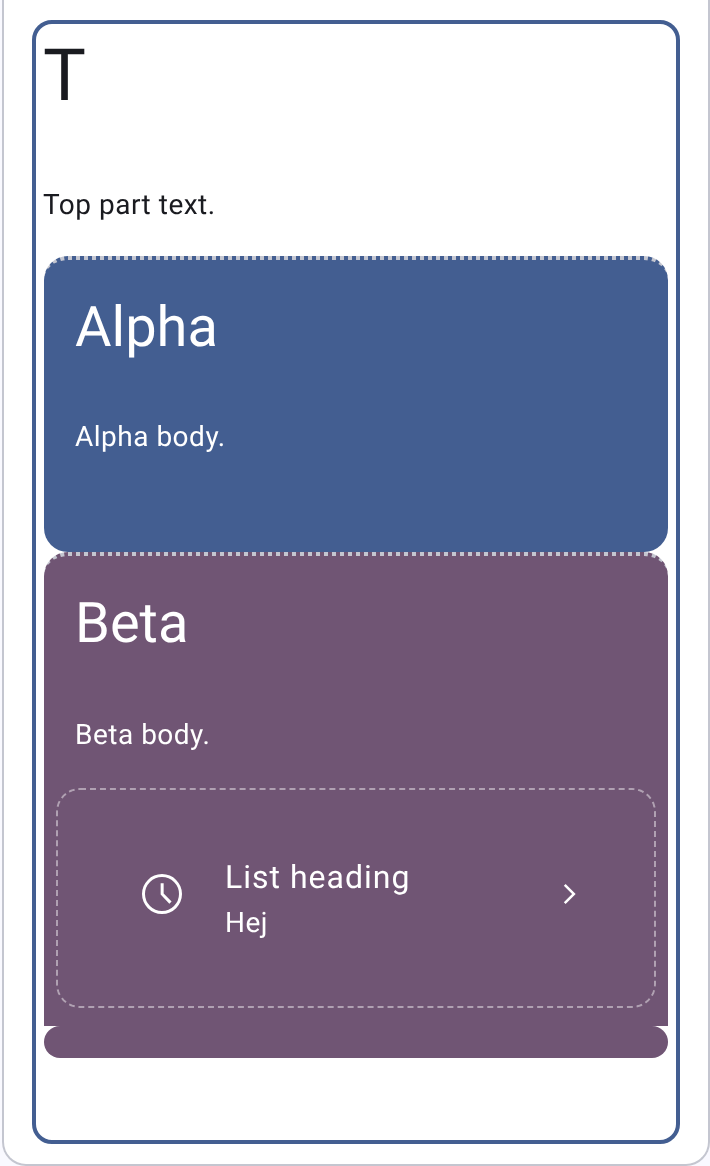 T
Top part text.
Alpha
Alpha body.
Beta
Beta body.
List heading
Hej